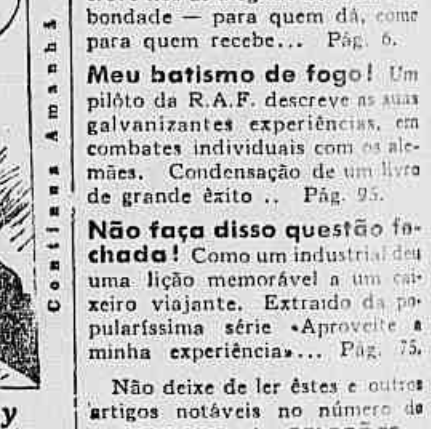 bondade — para quem dá, como
para quem recebe... Pág. 6.
Meu batismo de fogo! Um
pilôto da R.A.F. descreve as suas
galvanizantes experiências, em
combates individuais com os ale-
mães. Condensação de um livro
de grande êxito .. Pág. 95.
Não faça disso questão fe-
chada! Como um industrial deu
uma lição memorável a um cai-
xeiro viajante. Extraído da po-
pularíssima série «Aproveite a
minha experiência»... Pág. 75.
Não deixe de ler êstes e outros
artigos notáveis no número de
Continua Amanhã
y